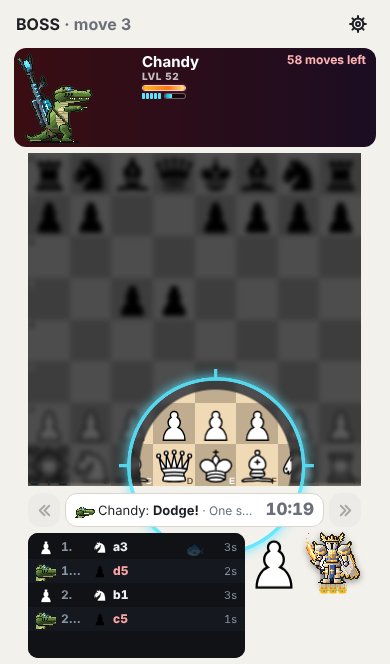 BOSS · move 3
Chandy
58 moves left
LVL 52
D E F
Chandy: Dodge! · One s... 10:19
1. a3 3s
1... d5 2s
2. b1 3s
2... c5 1s